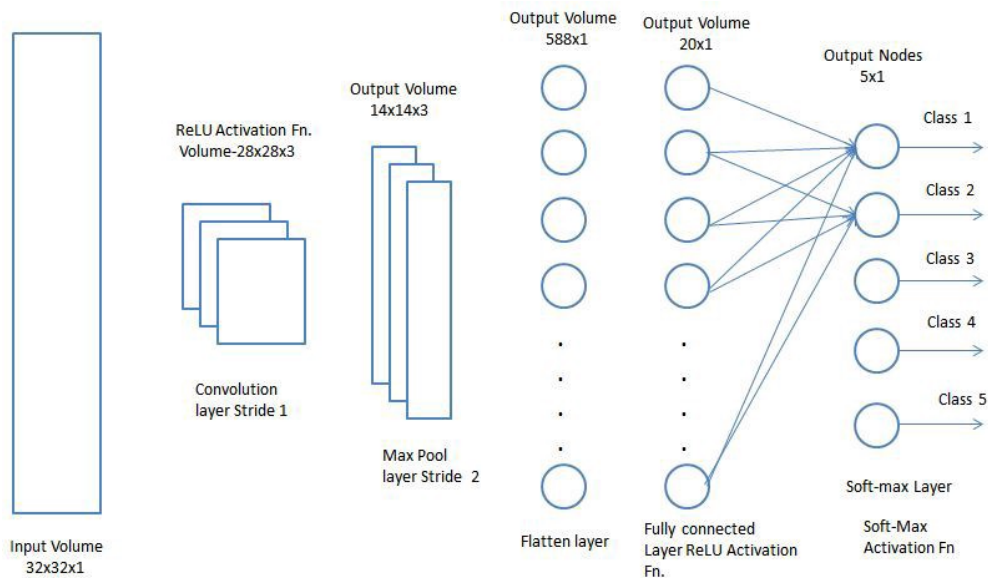 Output Volume
588x1
Output Volume
20x1
Output Nodes
5x1
Output Volume
14x14x3
ReLU Activation Fn.
Volume-28x28x3
Class 1
Class 2
Class 3
Class 4
Class 5
Convolution
layer Stride 1
Max Pool
layer Stride 2
Soft-max Layer
Flatten layer
Fully connected
Layer ReLU Activation
Fn.
Soft-Max
Activation Fn
Input Volume
32x32x1